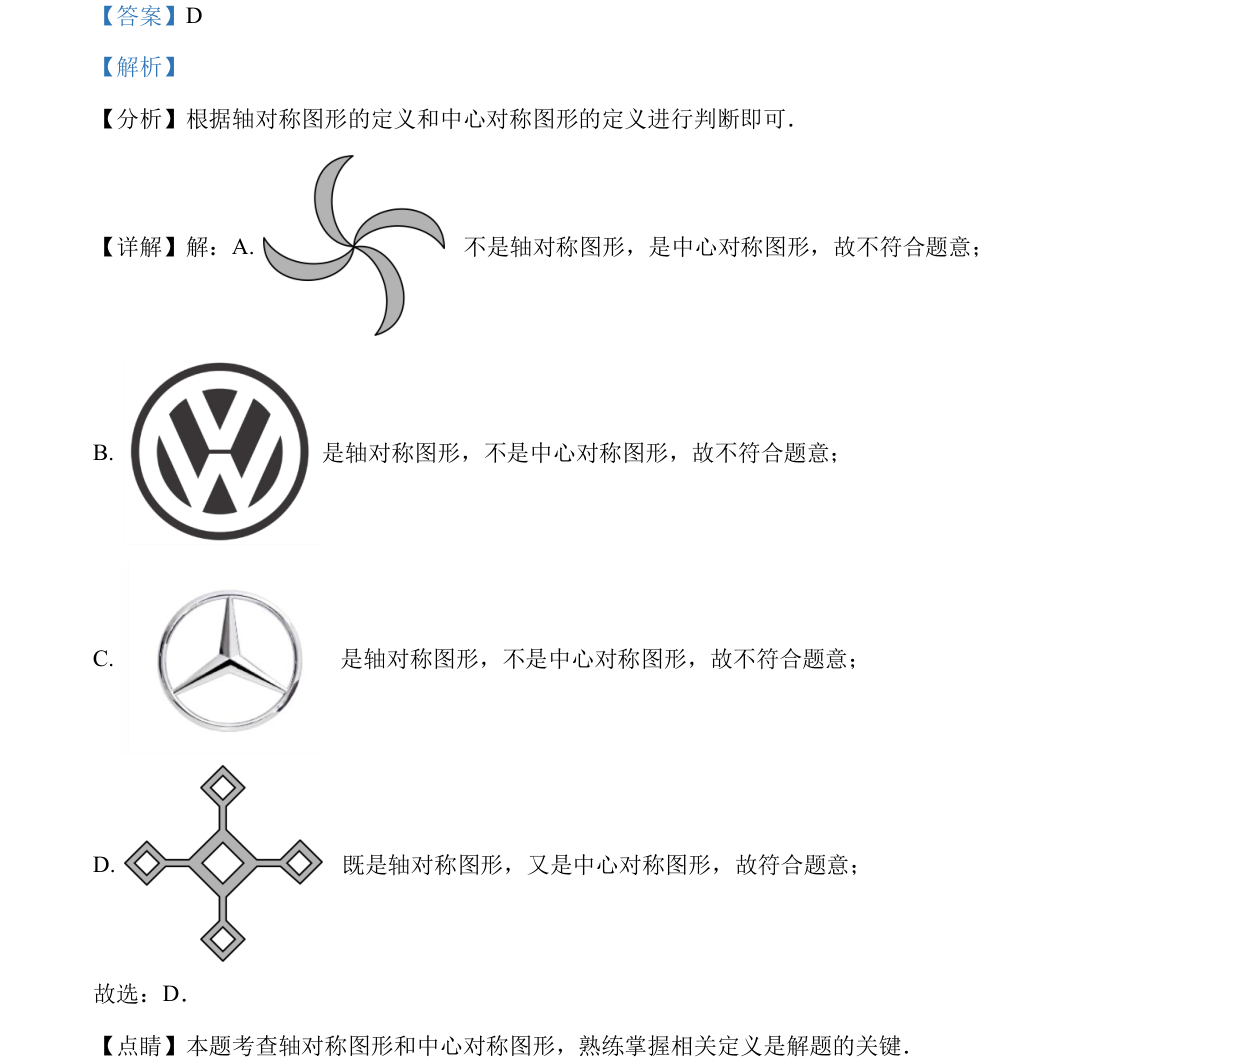 【答案】D
【解析】
【分析】根据轴对称图形的定义和中心对称图形的定义进行判断即可．
【详解】解：A. 不是轴对称图形，是中心对称图形，故不符合题意；
B. 是轴对称图形，不是中心对称图形，故不符合题意；
C. 是轴对称图形，不是中心对称图形，故不符合题意；
D. 既是轴对称图形，又是中心对称图形，故符合题意；
故选：D．
【点睛】本题考查轴对称图形和中心对称图形，熟练掌握相关定义是解题的关键．